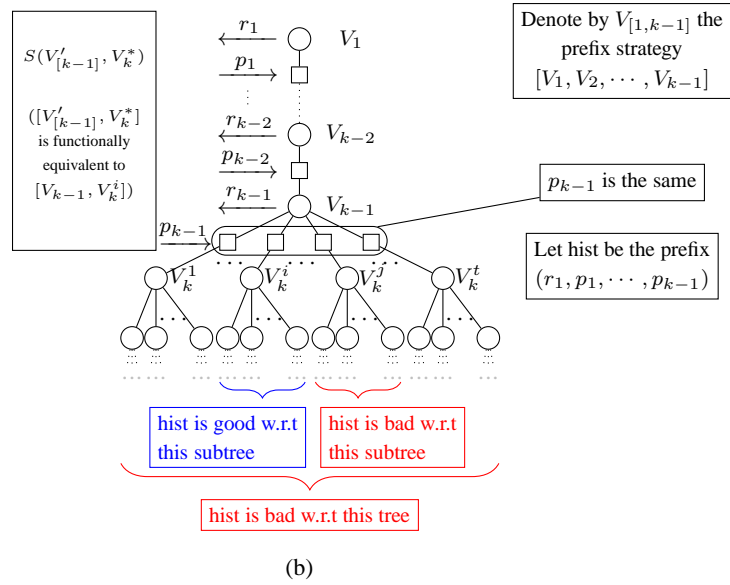 r_1
V_1
Denote by V_{[1,k−1]} the
prefix strategy
[V_1, V_2, ⋯ , V_{k−1}]
S(V′_{[k−1]}, V_k^*)
([V′_{[k−1]}, V_k^*]
is functionally
equivalent to
[V_{k−1}, V_k^i])
p_1
r_{k−2}
V_{k−2}
p_{k−2}
r_{k−1}
V_{k−1}
p_{k−1} is the same
p_{k−1}
Let hist be the prefix
(r_1, p_1, ⋯ , p_{k−1})
V_k^1 V_k^i V_k^j V_k^t
hist is good w.r.t
this subtree
hist is bad w.r.t
this subtree
hist is bad w.r.t this tree
(b)